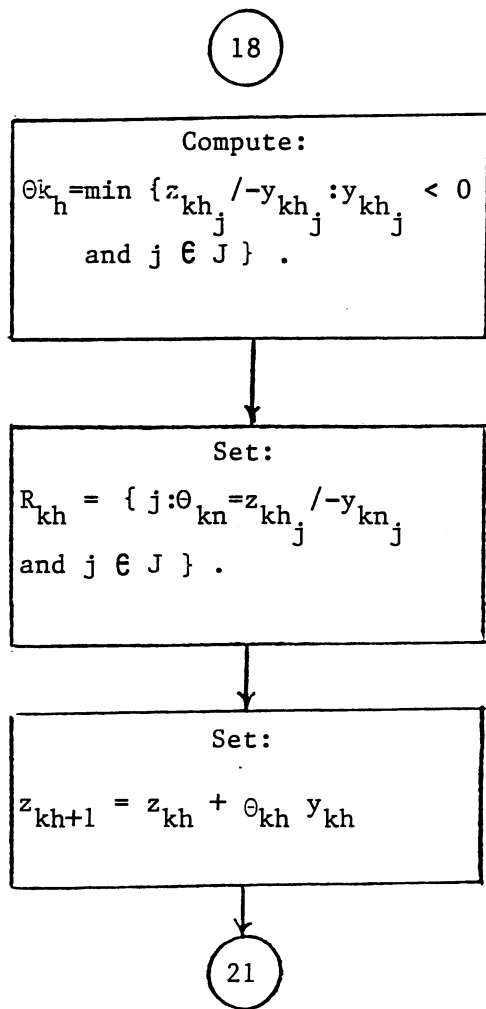 18
Compute:
Θk_h=min {z_kh_j/-y_kh_j:y_kh_j < 0
and j ∈ J } .
Set:
R_kh = { j:Θ_kn=z_kh_j/-y_kn_j
and j ∈ J } .
Set:
z_kh+1 = z_kh + Θ_kh y_kh
21